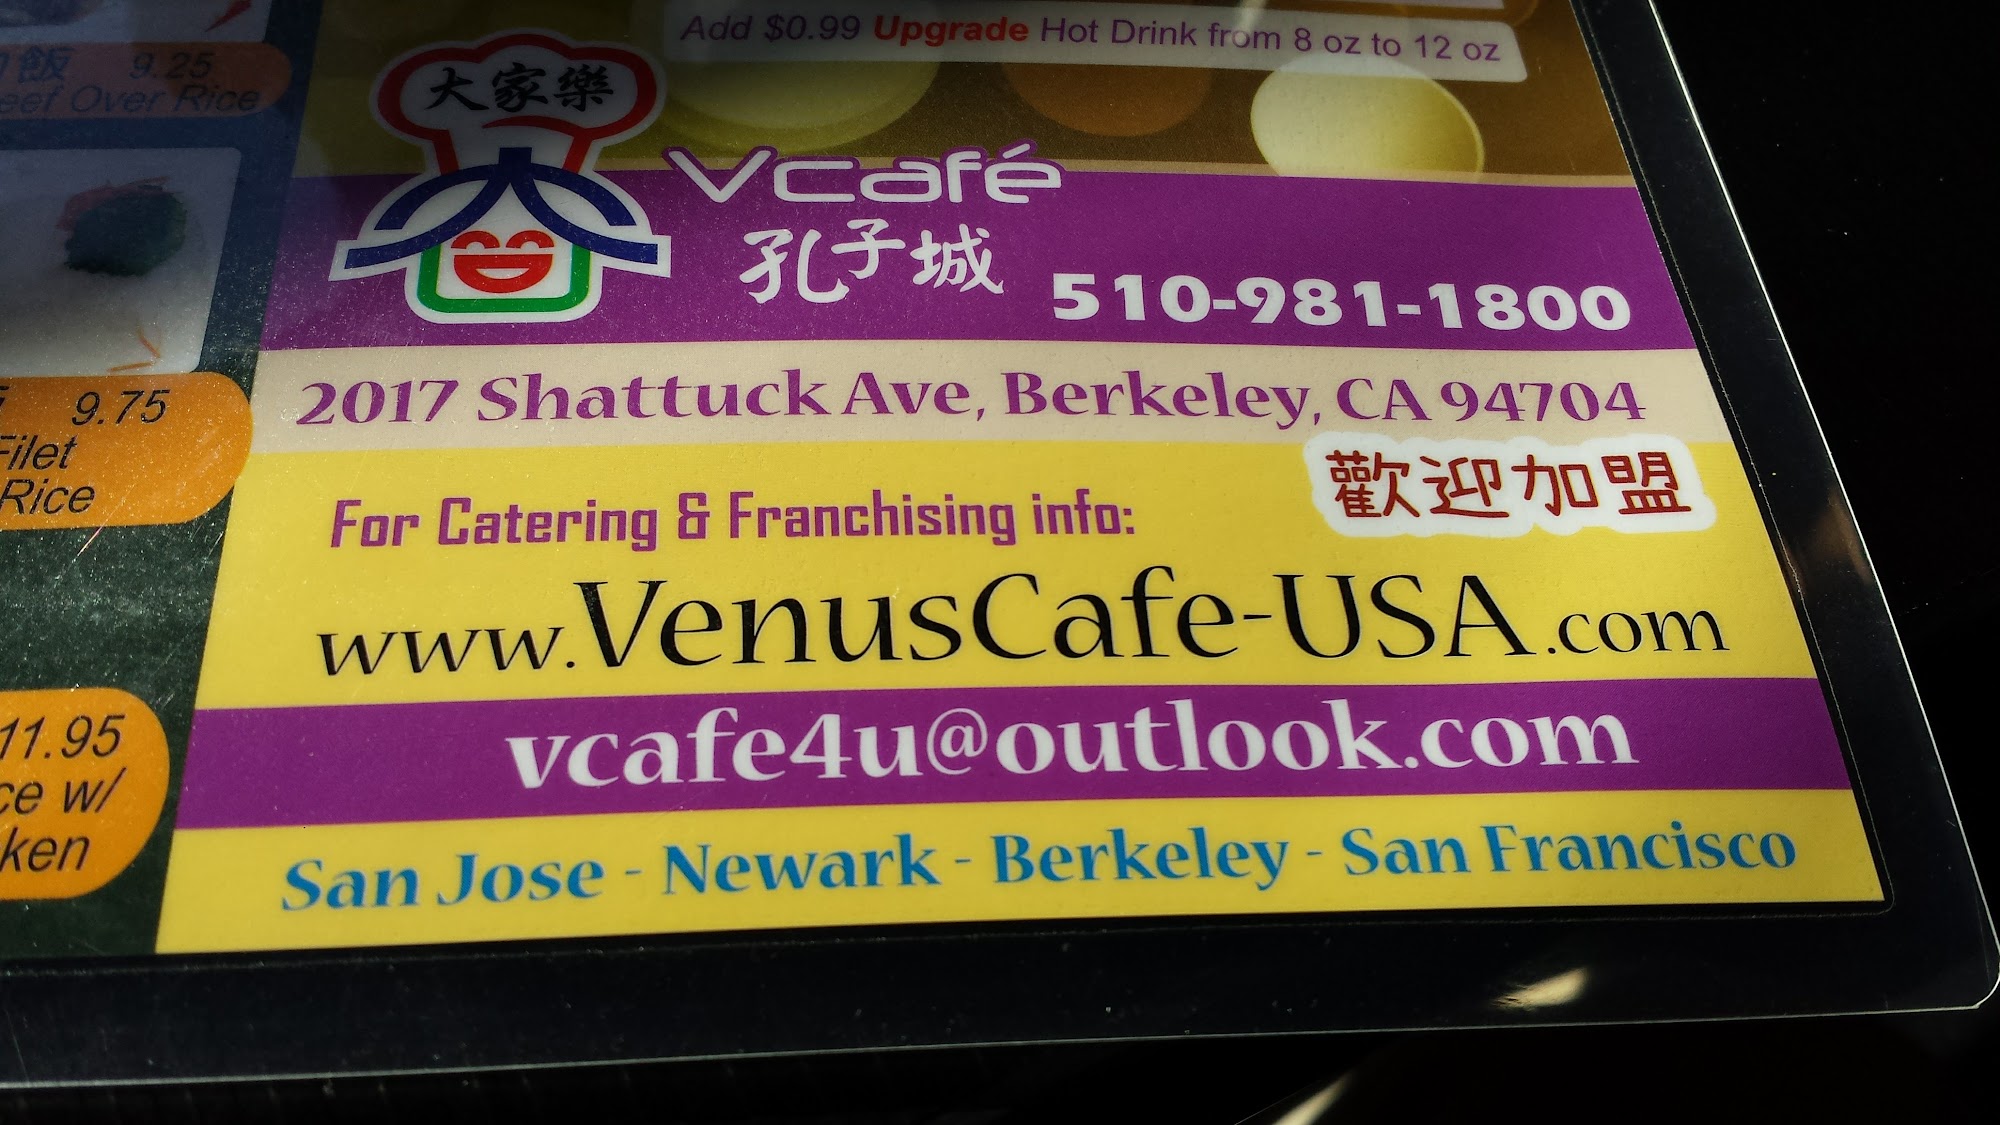 Add $0.99 Upgrade Hot Drink from 8 oz to 12 oz
大家樂
Vcafé
孔子城
510-981-1800
2017 Shattuck Ave, Berkeley, CA 94704
歡迎加盟
For Catering & Franchising info:
www.VenusCafe-USA.com
vcafe4u@outlook.com
San Jose - Newark - Berkeley - San Francisco
飯 9.25
Over Rice
9.75
Filet
Rice
11.95
w/